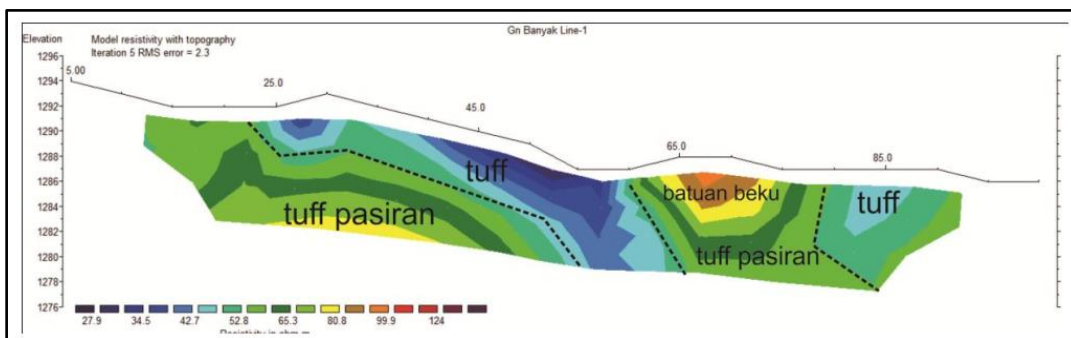 Gn Banyak Line-1
Elevation
Model resistivity with topography
Iteration 5 RMS error = 2.3
1296
1294
1292
1290
1288
1286
1284
1282
1280
1278
1276
5.00
25.0
45.0
65.0
85.0
tuff
tuff pasiran
batuan beku
tuff pasiran
tuff
27.9 34.5 42.7 52.8 65.3 80.8 99.9 124
Resistivity in ohm.m